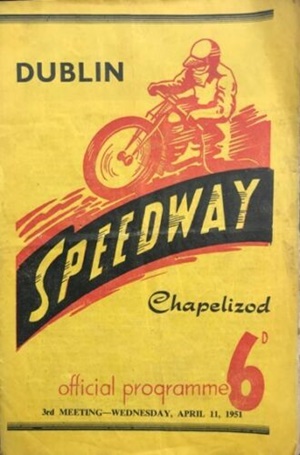 DUBLIN
SPEEDWAY
Chapelizod
official programme 6D
3rd MEETING—WEDNESDAY, APRIL 11, 1951